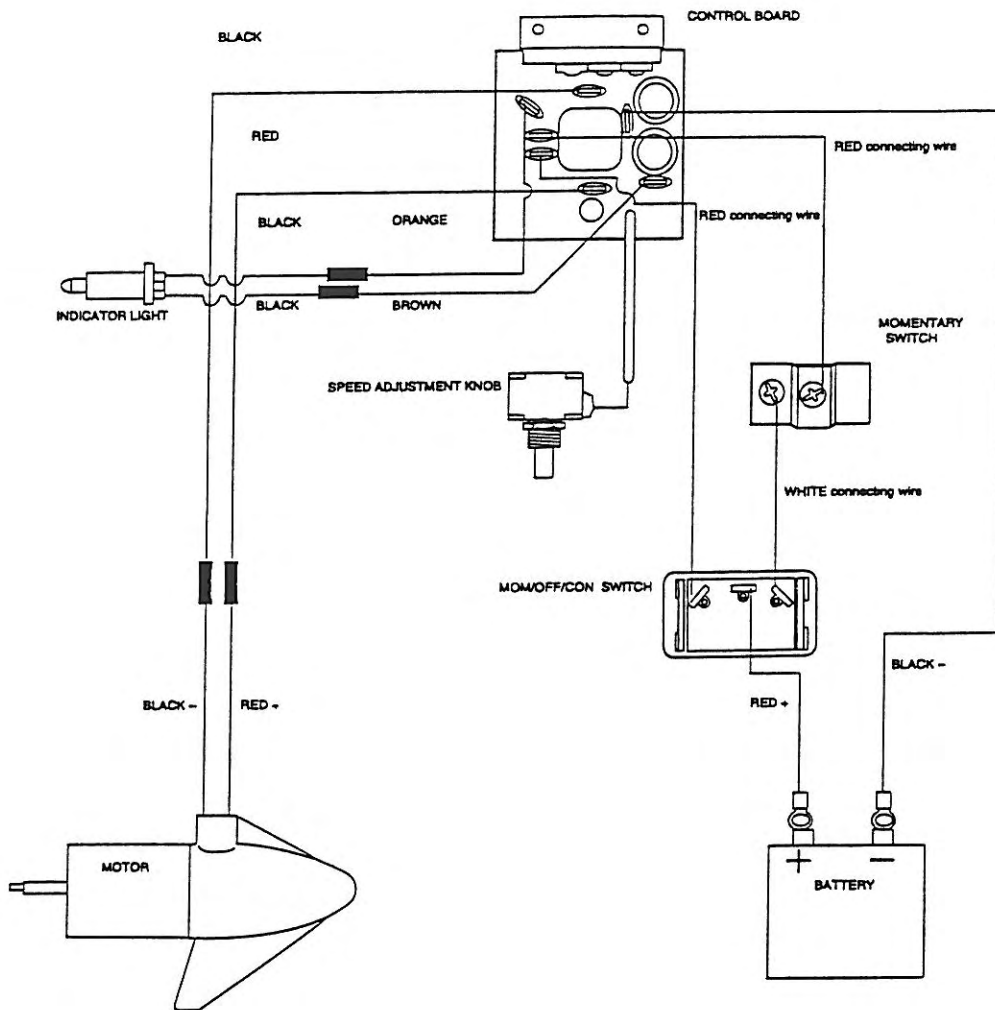 CONTROL BOARD
BLACK
RED
RED connecting wire
BLACK
ORANGE
RED connecting wire
BLACK
BROWN
INDICATOR LIGHT
MOMENTARY
SWITCH
SPEED ADJUSTMENT KNOB
WHITE connecting wire
MOM/OFF/CON SWITCH
BLACK -
BLACK -
RED +
RED +
MOTOR
+
-
BATTERY